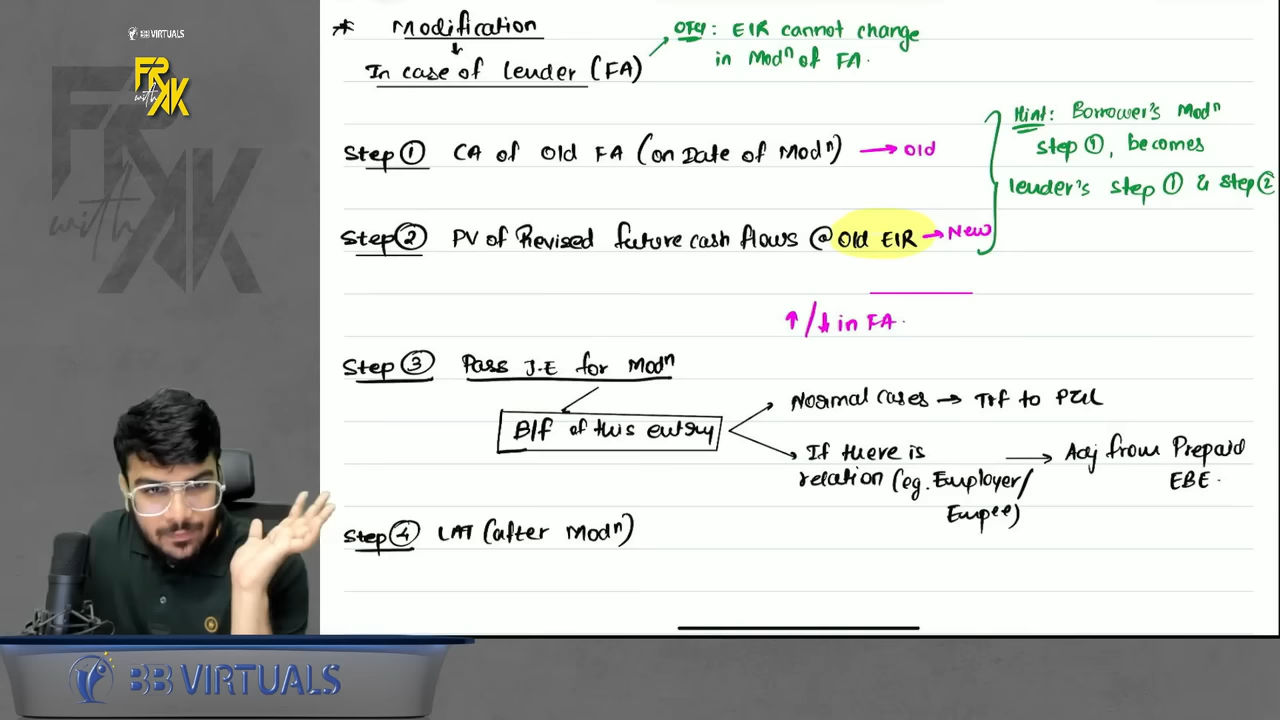 BB VIRTUALS
FR
with
AK
* Modification
In case of lender (FA)
OTCY: EIR cannot change
in Modⁿ of FA.
Step ① CA of Old FA (on Date of Modⁿ) → Old
Hint: Borrower's Modⁿ
step ①, becomes
lender's step ① & step ②
Step ② PV of Revised future cash flows @ Old EIR → New
↑/↓ in FA.
Step ③ Pass J.E for Modⁿ
B/f of this entry
Normal cases → Trf to P&L
If there is
relation (eg. Employer/
Empee)
→ Adj from Prepaid
EBE.
Step ④ LAT (after Modⁿ)
BB VIRTUALS